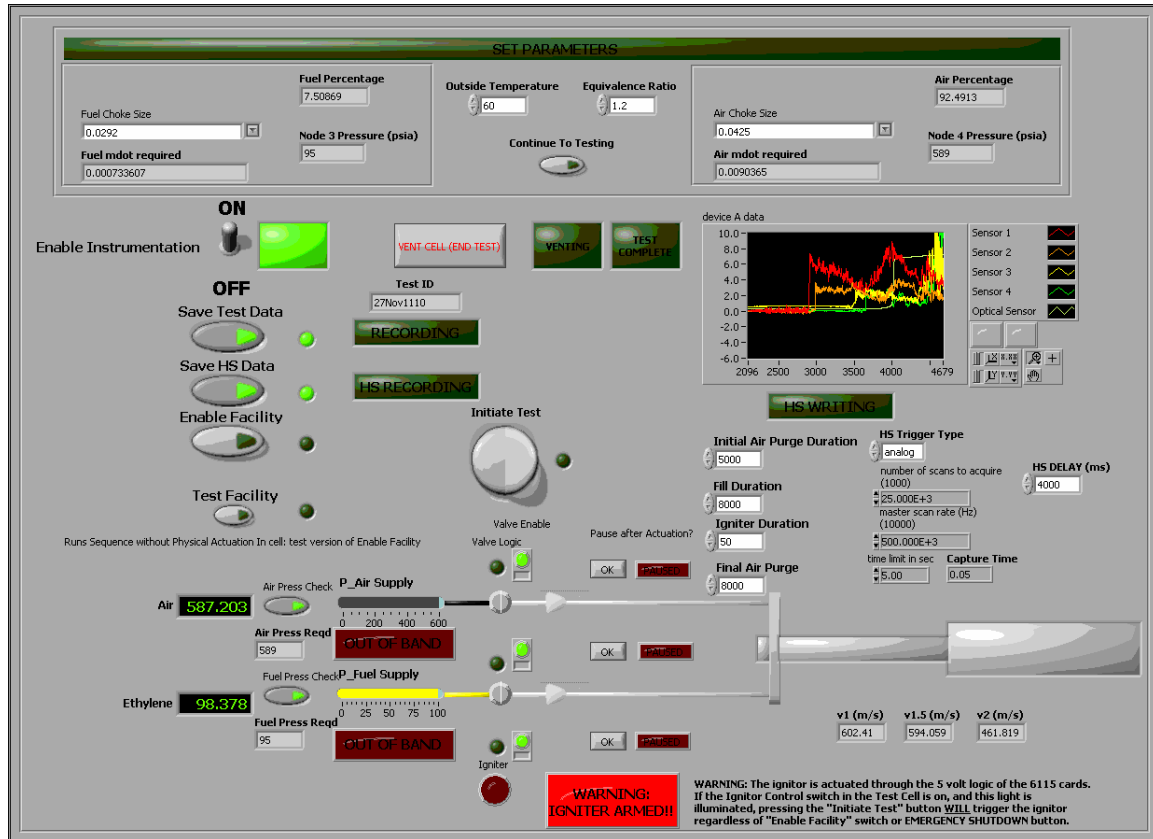 SET PARAMETERS
Fuel Percentage
7.50869
Fuel Choke Size
0.0292
Node 3 Pressure (psia)
95
Fuel mdot required
0.000733607
Outside Temperature
60
Equivalence Ratio
1.2
Continue To Testing
Air Percentage
92.4913
Air Choke Size
0.0425
Node 4 Pressure (psia)
589
Air mdot required
0.0090365
ON
Enable Instrumentation
OFF
VENT CELL (END TEST)
VENTING
TEST
COMPLETE
Test ID
27Nov1110
Save Test Data
RECORDING
Save HS Data
HS RECORDING
Enable Facility
Test Facility
Runs Sequence without Physical Actuation In cell: test version of Enable Facility
Initiate Test
device A data
10.0
8.0
6.0
4.0
2.0
0.0
-2.0
-4.0
-6.0
2096 2500 3000 3500 4000 4679
Sensor 1
Sensor 2
Sensor 3
Sensor 4
Optical Sensor
HS WRITING
Initial Air Purge Duration
5000
Fill Duration
8000
Igniter Duration
50
Final Air Purge
8000
HS Trigger Type
analog
number of scans to acquire
(1000)
25.000E+3
master scan rate (Hz)
(10000)
500.000E+3
time limit in sec
5.00
Capture Time
0.05
HS DELAY (ms)
4000
Valve Enable
Valve Logic
Pause after Actuation?
OK
PAUSED
Air Press Check
P_Air Supply
Air
587.203
0 200 400 600
Air Press Reqd
589
OUT OF BAND
OK
PAUSED
Fuel Press Check
P_Fuel Supply
Ethylene
98.378
0 25 50 75 100
Fuel Press Reqd
95
OUT OF BAND
OK
PAUSED
Igniter
v1 (m/s)
602.41
v1.5 (m/s)
594.059
v2 (m/s)
461.819
WARNING:
IGNITER ARMED!!
WARNING: The ignitor is actuated through the 5 volt logic of the 6115 cards.
If the Ignitor Control switch in the Test Cell is on, and this light is
illuminated, pressing the "Initiate Test" button WILL trigger the ignitor
regardless of "Enable Facility" switch or EMERGENCY SHUTDOWN button.